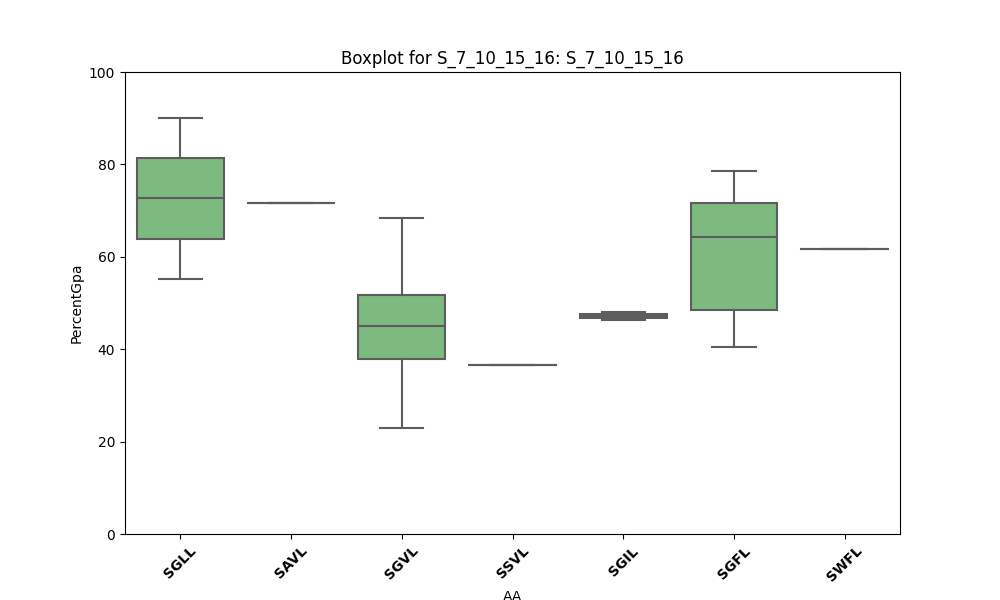 Boxplot for S_7_10_15_16: S_7_10_15_16
100
80
60
40
20
0
PercentGpa
SGLL
SAVL
SGVL
SSVL
SGIL
SGFL
SWFL
AA